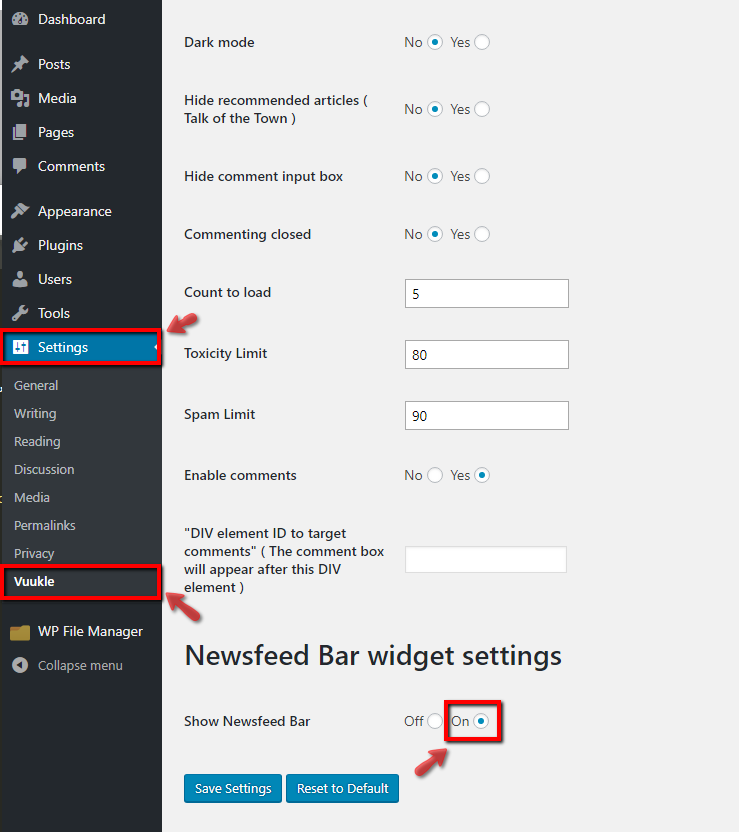 Dashboard
Posts
Media
Pages
Comments
Appearance
Plugins
Users
Tools
Settings
General
Writing
Reading
Discussion
Media
Permalinks
Privacy
Vuukle
WP File Manager
Collapse menu
Dark mode
No Yes
Hide recommended articles (
Talk of the Town )
No Yes
Hide comment input box
No Yes
Commenting closed
No Yes
Count to load
5
Toxicity Limit
80
Spam Limit
90
Enable comments
No Yes
"DIV element ID to target
comments" ( The comment box
will appear after this DIV
element )
Newsfeed Bar widget settings
Show Newsfeed Bar
Off On
Save Settings
Reset to Default